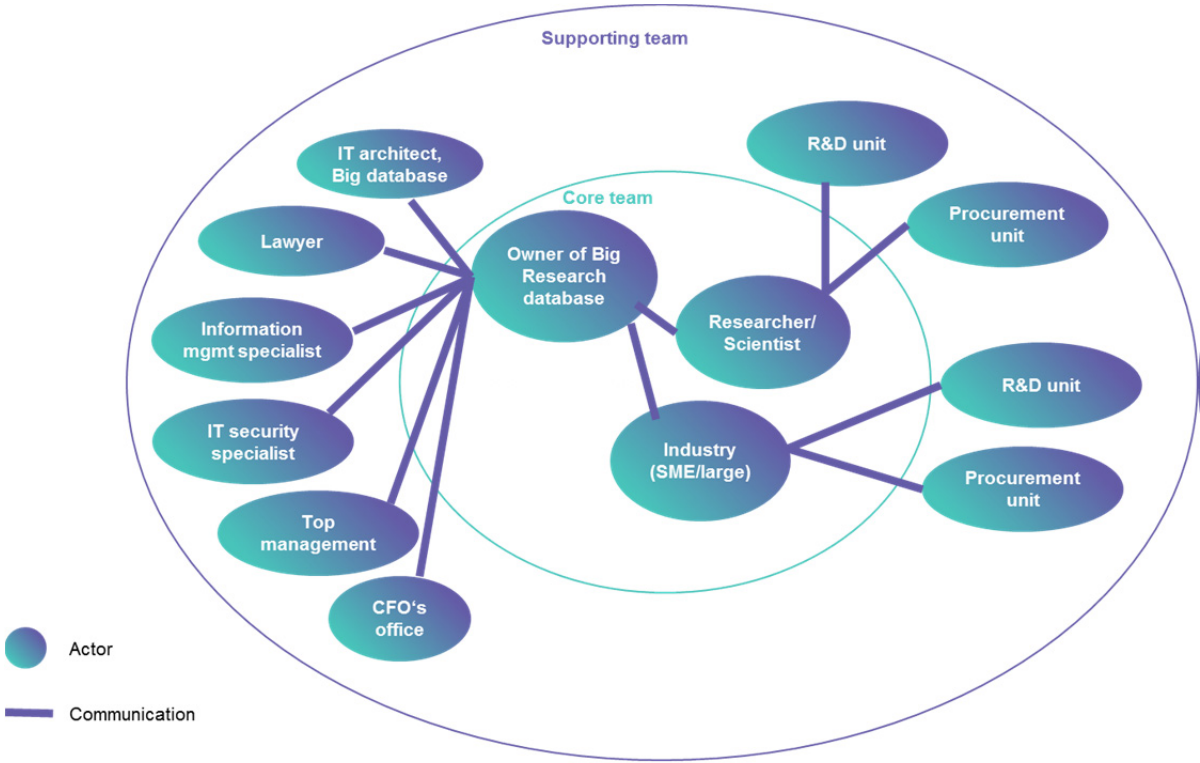 Supporting team
IT architect,
Big database
R&D unit
Core team
Lawyer
Procurement
unit
Owner of Big
Research
database
Information
mgmt specialist
Researcher/
Scientist
R&D unit
IT security
specialist
Industry
(SME/large)
Procurement
unit
Top
management
CFO‘s
office
Actor
Communication